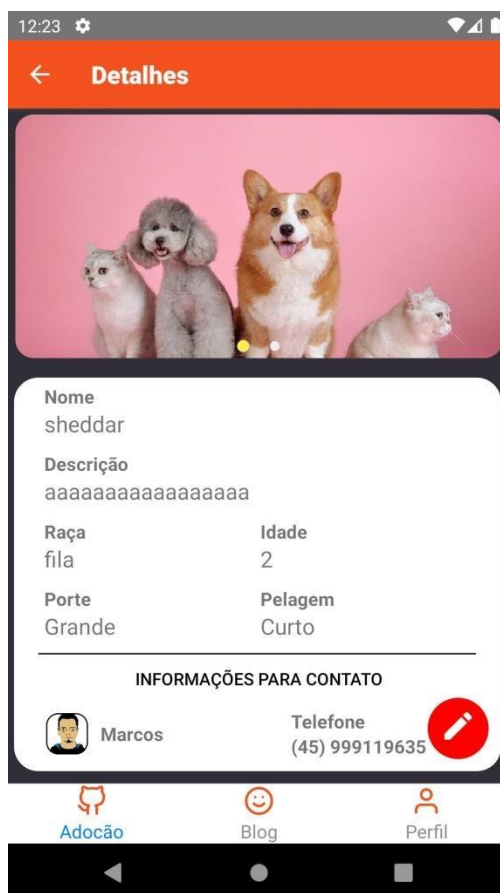 12:23
Detalhes
Nome
sheddar
Descrição
aaaaaaaaaaaaaaaaa
Raça
Idade
fila
2
Porte
Pelagem
Grande
Curto
INFORMAÇÕES PARA CONTATO
Marcos
Telefone
(45) 999119635
Adocão
Blog
Perfil